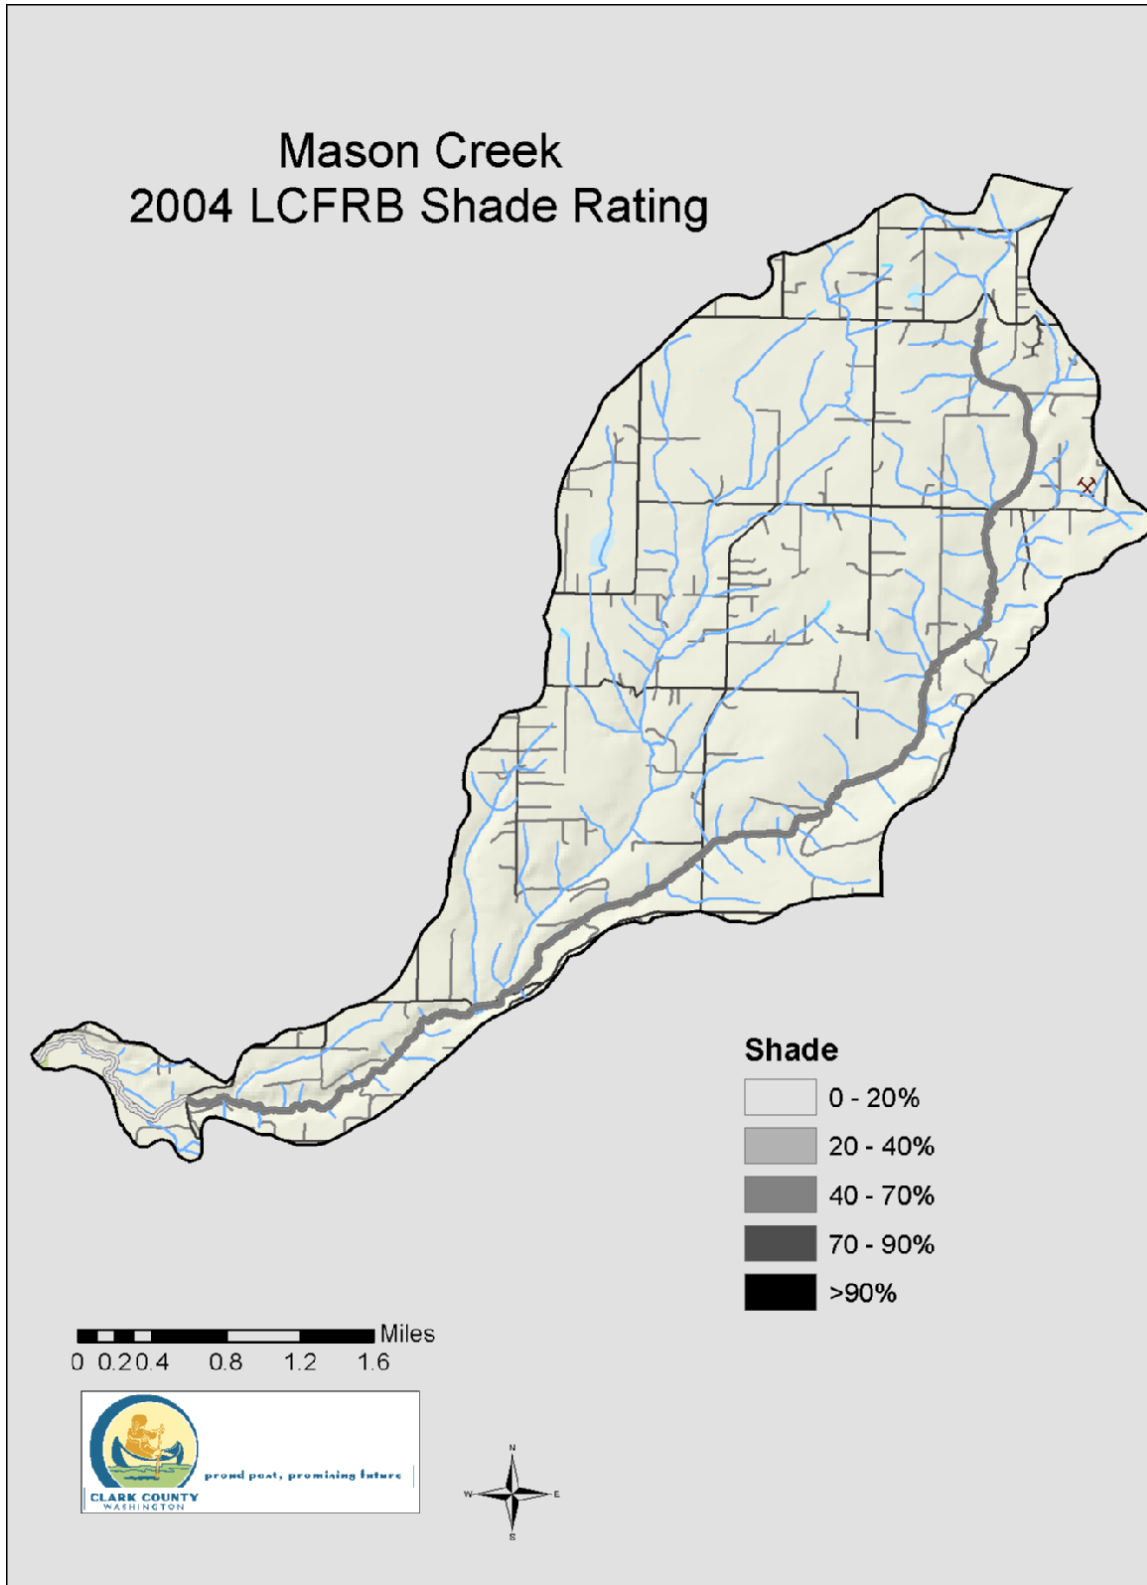 Mason Creek
2004 LCFRB Shade Rating
Shade
0 - 20%
20 - 40%
40 - 70%
70 - 90%
>90%
Miles
0 0.2 0.4 0.8 1.2 1.6
proud past, promising future
CLARK COUNTY
WASHINGTON
N
W E
S